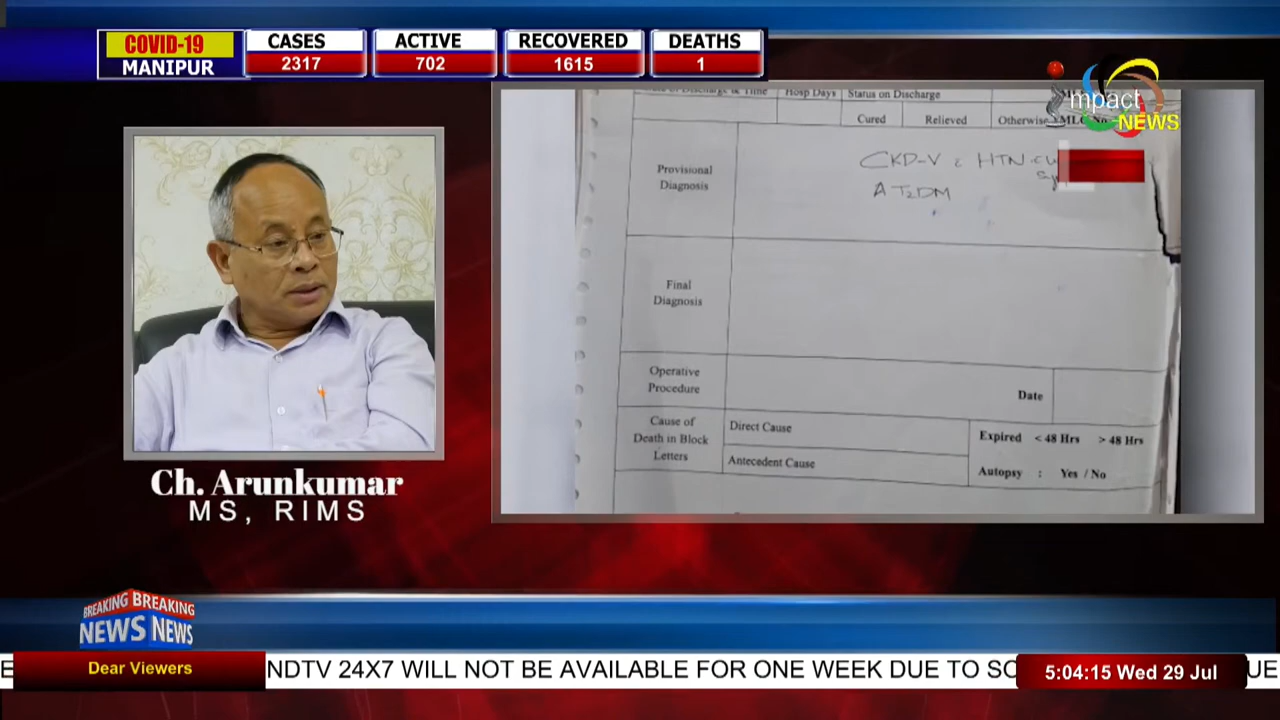 COVID-19
MANIPUR
CASES
2317
ACTIVE
702
RECOVERED
1615
DEATHS
1
impact
NEWS
Hosp Days
Status on Discharge
Cured
Relieved
Otherwise
Provisional
Diagnosis
CKD-V HTN
A T2DM
Final
Diagnosis
Operative
Procedure
Date
Cause of
Death in Block
Letters
Direct Cause
Antecedent Cause
Expired < 48 Hrs > 48 Hrs
Autopsy : Yes / No
Ch. Arunkumar
MS, RIMS
BREAKING BREAKING
NEWS NEWS
E
Dear Viewers
NDTV 24X7 WILL NOT BE AVAILABLE FOR ONE WEEK DUE TO SO
5:04:15 Wed 29 Jul
UE